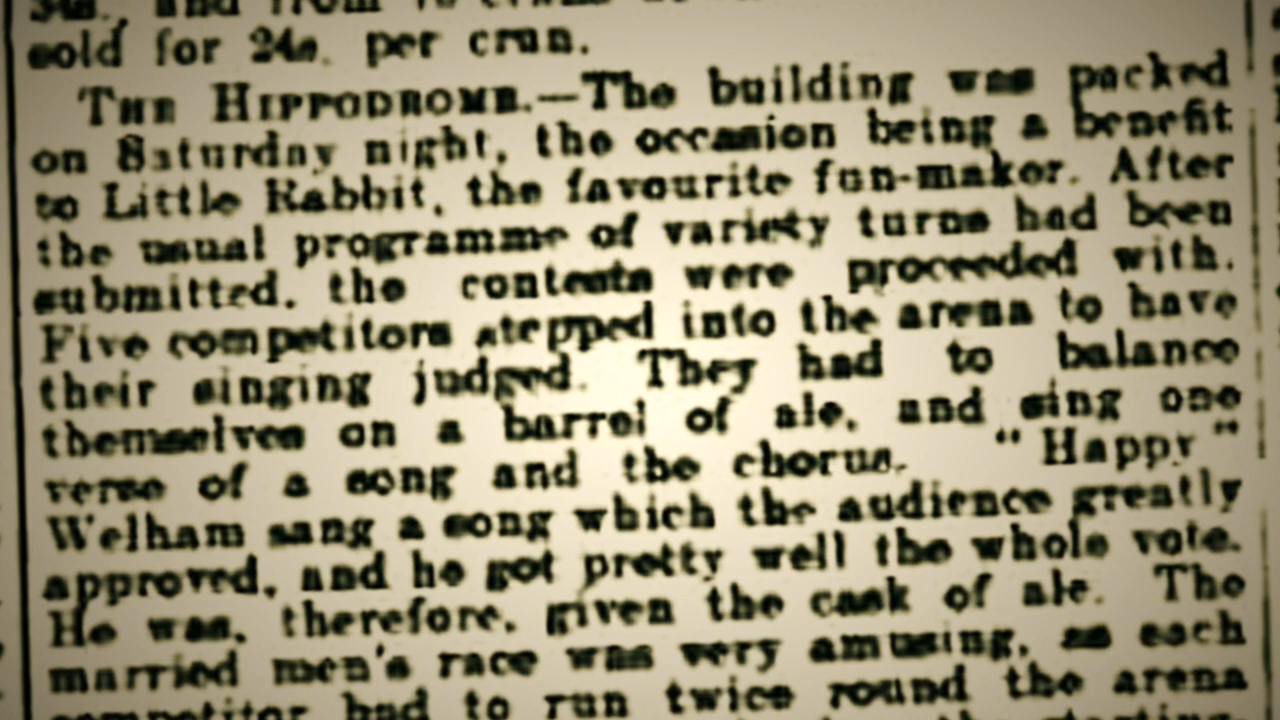 sold for 24s. per cran.
THE HIPPODROME.—The building was packed
on Saturday night, the occasion being a benefit
to Little Rabbit, the favourite fun-maker. After
the usual programme of variety turns had been
submitted, the contests were proceeded with.
Five competitors stepped into the arena to have
their singing judged. They had to balance
themselves on a barrel of ale, and sing one
verse of a song and the chorus. "Happy"
Welham sang a song which the audience greatly
approved, and he got pretty well the whole vote.
He was, therefore, given the cask of ale. The
married men's race was very amusing, as each
competitor had to run twice round the arena